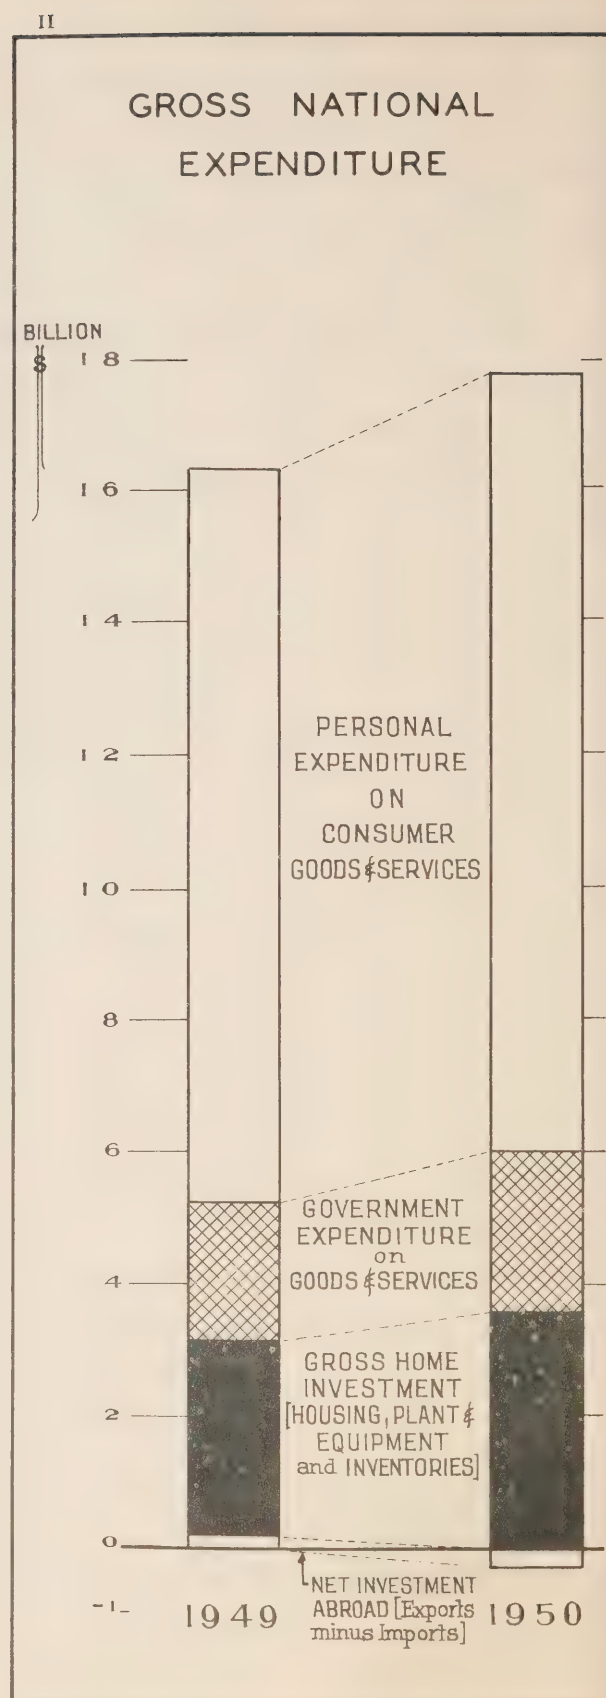 II
GROSS NATIONAL
EXPENDITURE
BILLION
$ 18
16
14
12
10
8
6
4
2
0
-1-
PERSONAL
EXPENDITURE
ON
CONSUMER
GOODS & SERVICES
GOVERNMENT
EXPENDITURE
on
GOODS & SERVICES
GROSS HOME
INVESTMENT
[HOUSING, PLANT &
EQUIPMENT
and INVENTORIES]
NET INVESTMENT
ABROAD [Exports
minus Imports]
1949
1950